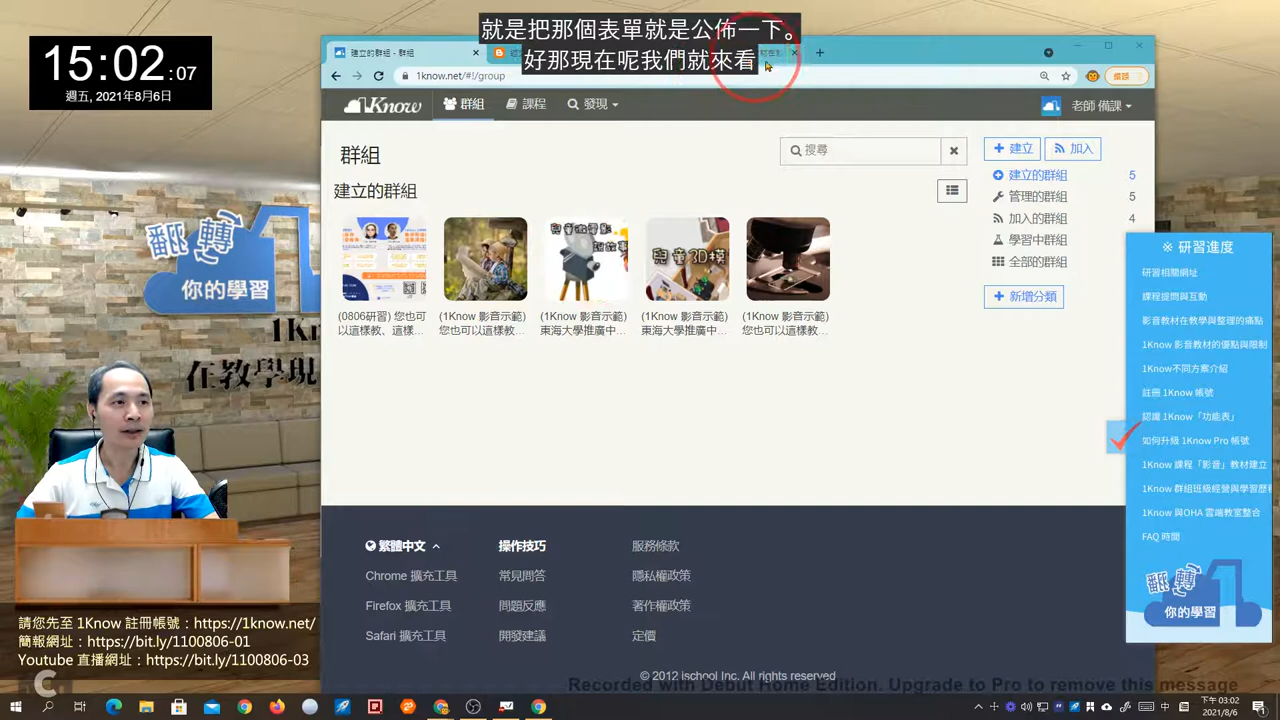 就是把那個表單就是公佈一下。
好那現在呢我們就來看
15:02:07
週五, 2021年8月6日
建立的群組 - 群組
1know.net/#!/group
1Know
群組
課程
發現
老師 備課
群組
搜尋
建立
加入
建立的群組
建立的群組 5
管理的群組 5
加入的群組 4
學習中群組
全部的群組
新增分類
(0806研習) 您也可以這樣教、這樣...
(1Know 影音示範) 您也可以這樣教...
(1Know 影音示範) 東海大學推廣中...
(1Know 影音示範) 東海大學推廣中...
(1Know 影音示範) 您也可以這樣教...
兒童微電影
說故事
兒童3D模
翻轉
你的學習
在教學現
※ 研習進度
研習相關網址
課程提問與互動
影音教材在教學與整理的痛點
1Know 影音教材的優點與限制
1Know不同方案介紹
註冊 1Know 帳號
認識 1Know「功能表」
如何升級 1Know Pro 帳號
1Know 課程「影音」教材建立
1Know 群組班級經營與學習歷
1Know 與OHA 雲端教室整合
FAQ 時間
翻轉
你的學習
繁體中文
操作技巧
服務條款
Chrome 擴充工具
常見問答
隱私權政策
Firefox 擴充工具
問題反應
著作權政策
Safari 擴充工具
開發建議
定價
© 2012 ischool Inc. All rights reserved
請您先至 1Know 註冊帳號：https://1know.net/
簡報網址：https://bit.ly/1100806-01
Youtube 直播網址：https://bit.ly/1100806-03
Recorded with Debut Home Edition. Upgrade to Pro to remove this message
中
下午 03:02
2021/8/6